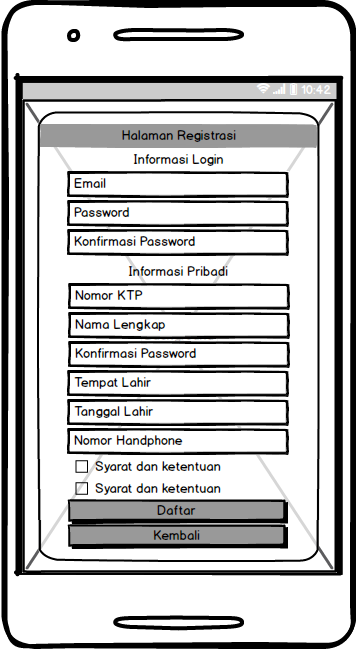 10:42
Halaman Registrasi
Informasi Login
Email
Password
Konfirmasi Password
Informasi Pribadi
Nomor KTP
Nama Lengkap
Konfirmasi Password
Tempat Lahir
Tanggal Lahir
Nomor Handphone
Syarat dan ketentuan
Syarat dan ketentuan
Daftar
Kembali